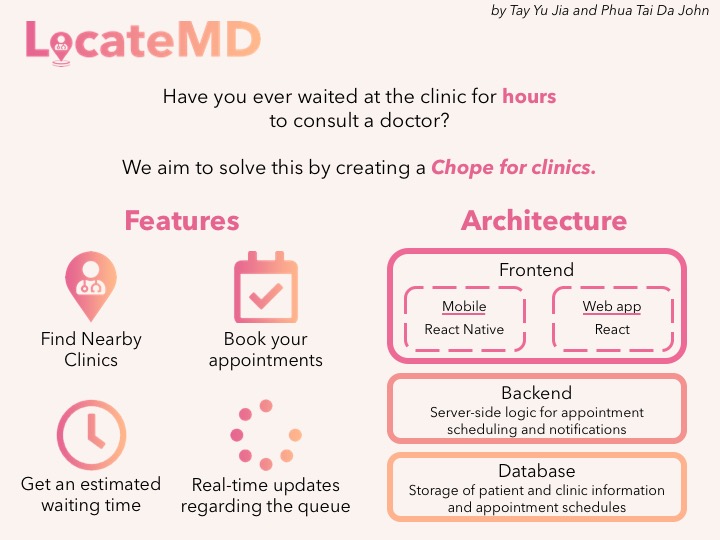 by Tay Yu Jia and Phua Tai Da John
LocateMD
Have you ever waited at the clinic for hours
to consult a doctor?
We aim to solve this by creating a Chope for clinics.
Features
Find Nearby
Clinics
Book your
appointments
Get an estimated
waiting time
Real-time updates
regarding the queue
Architecture
Frontend
Mobile
React Native
Web app
React
Backend
Server-side logic for appointment
scheduling and notifications
Database
Storage of patient and clinic information
and appointment schedules